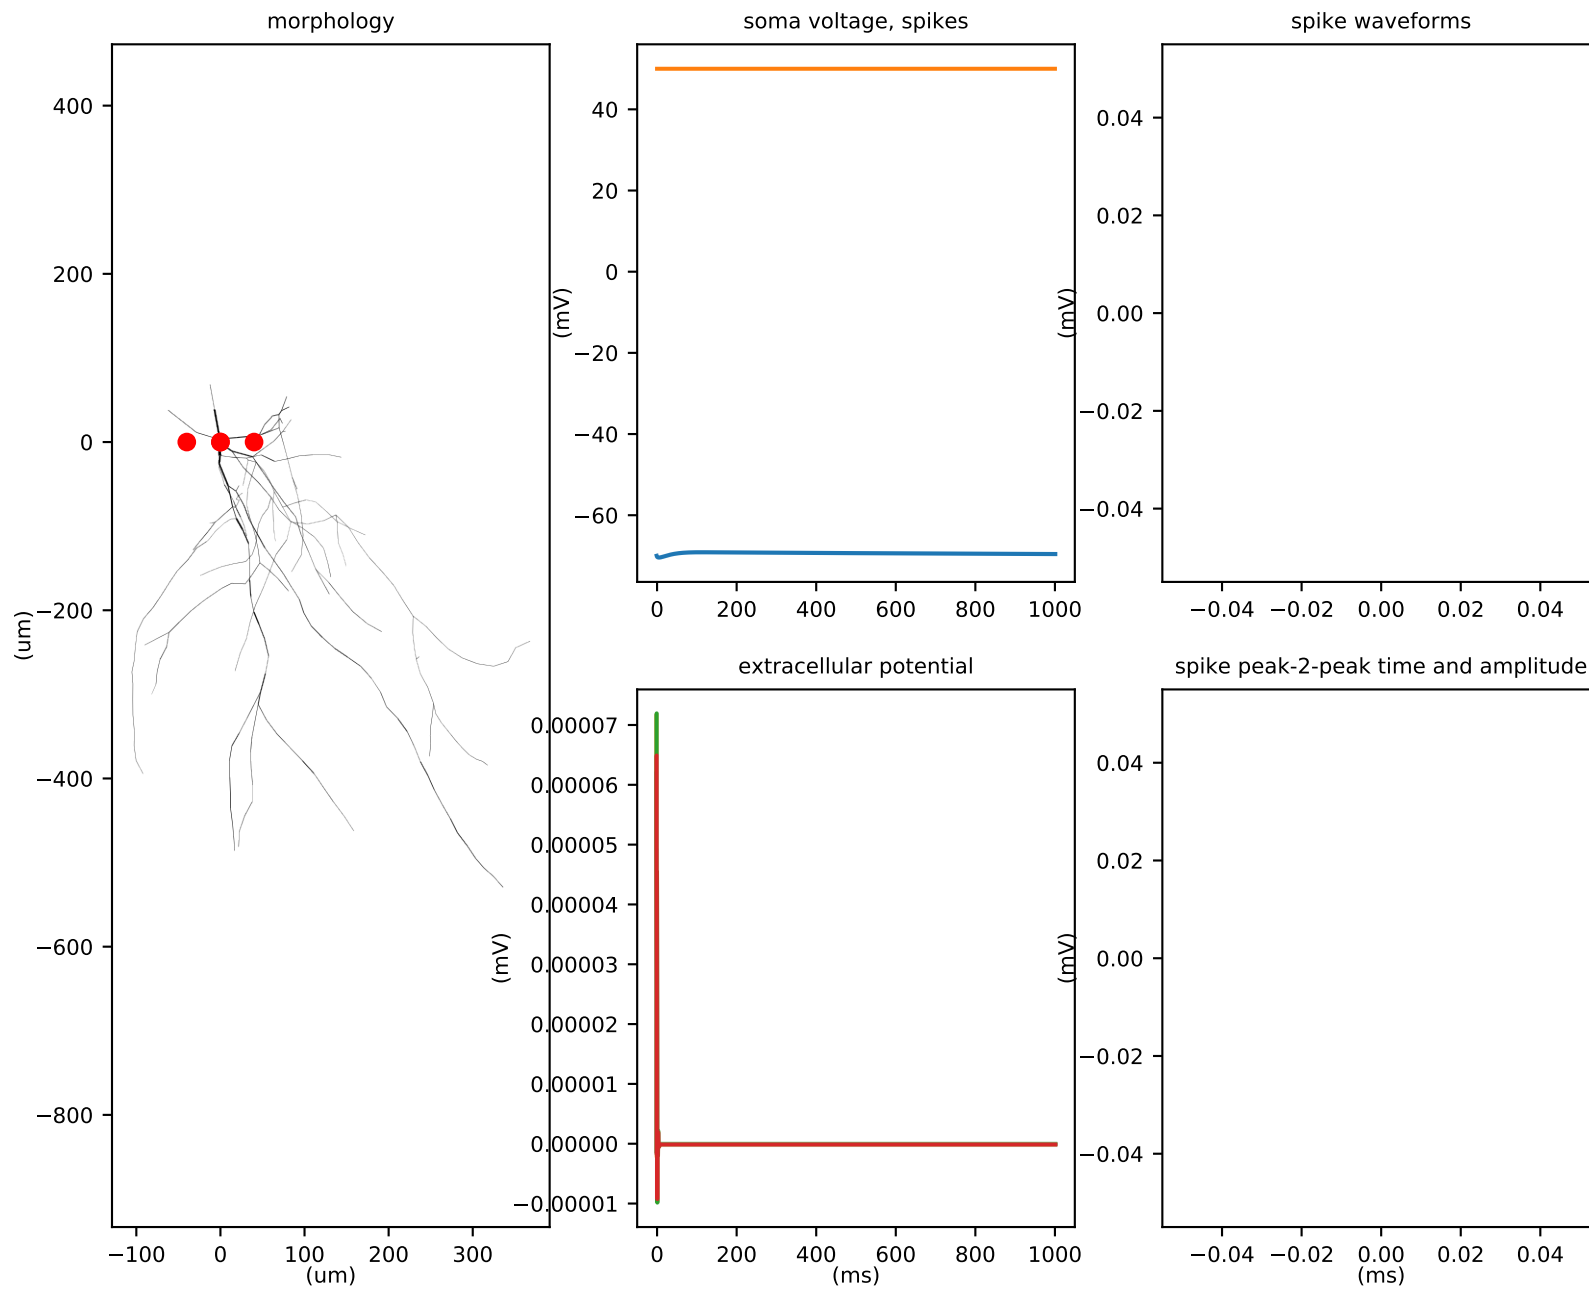 morphology
400
200
0
−200
−400
−600
−800
(um)
−100 0 100 200 300
(um)
soma voltage, spikes
40
20
0
−20
−40
−60
(mV)
0 200 400 600 800 1000
spike waveforms
0.04
0.02
0.00
−0.02
−0.04
(mV)
−0.04 −0.02 0.00 0.02 0.04
extracellular potential
0.00007
0.00006
0.00005
0.00004
0.00003
0.00002
0.00001
0.00000
−0.00001
(mV)
0 200 400 600 800 1000
(ms)
spike peak-2-peak time and amplitude
0.04
0.02
0.00
−0.02
−0.04
(mV)
−0.04 −0.02 0.00 0.02 0.04
(ms)